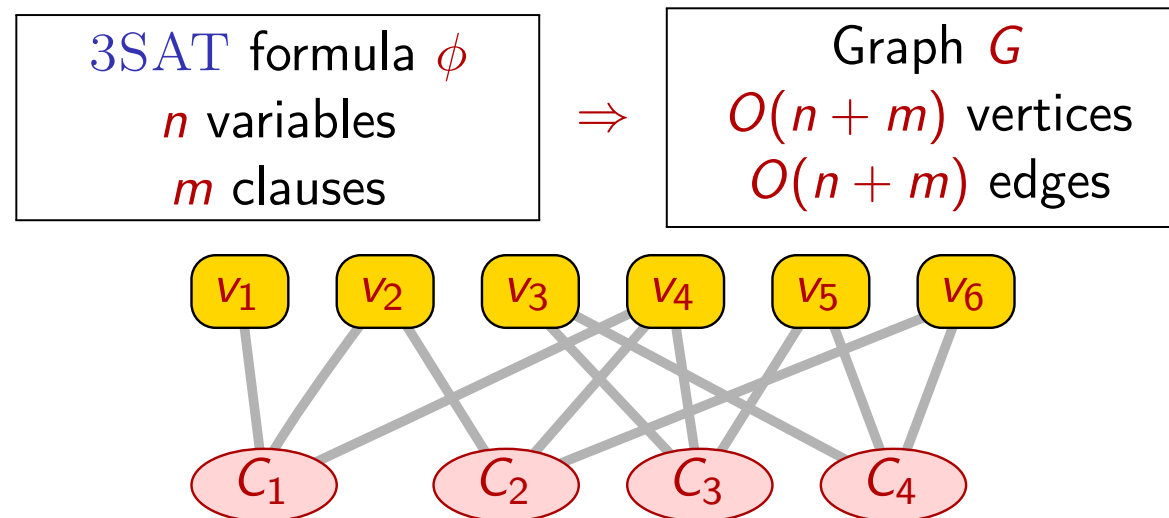 3SAT formula ϕ
n variables
m clauses
⇒
Graph G
O(n + m) vertices
O(n + m) edges
v₁ v₂ v₃ v₄ v₅ v₆
C₁ C₂ C₃ C₄